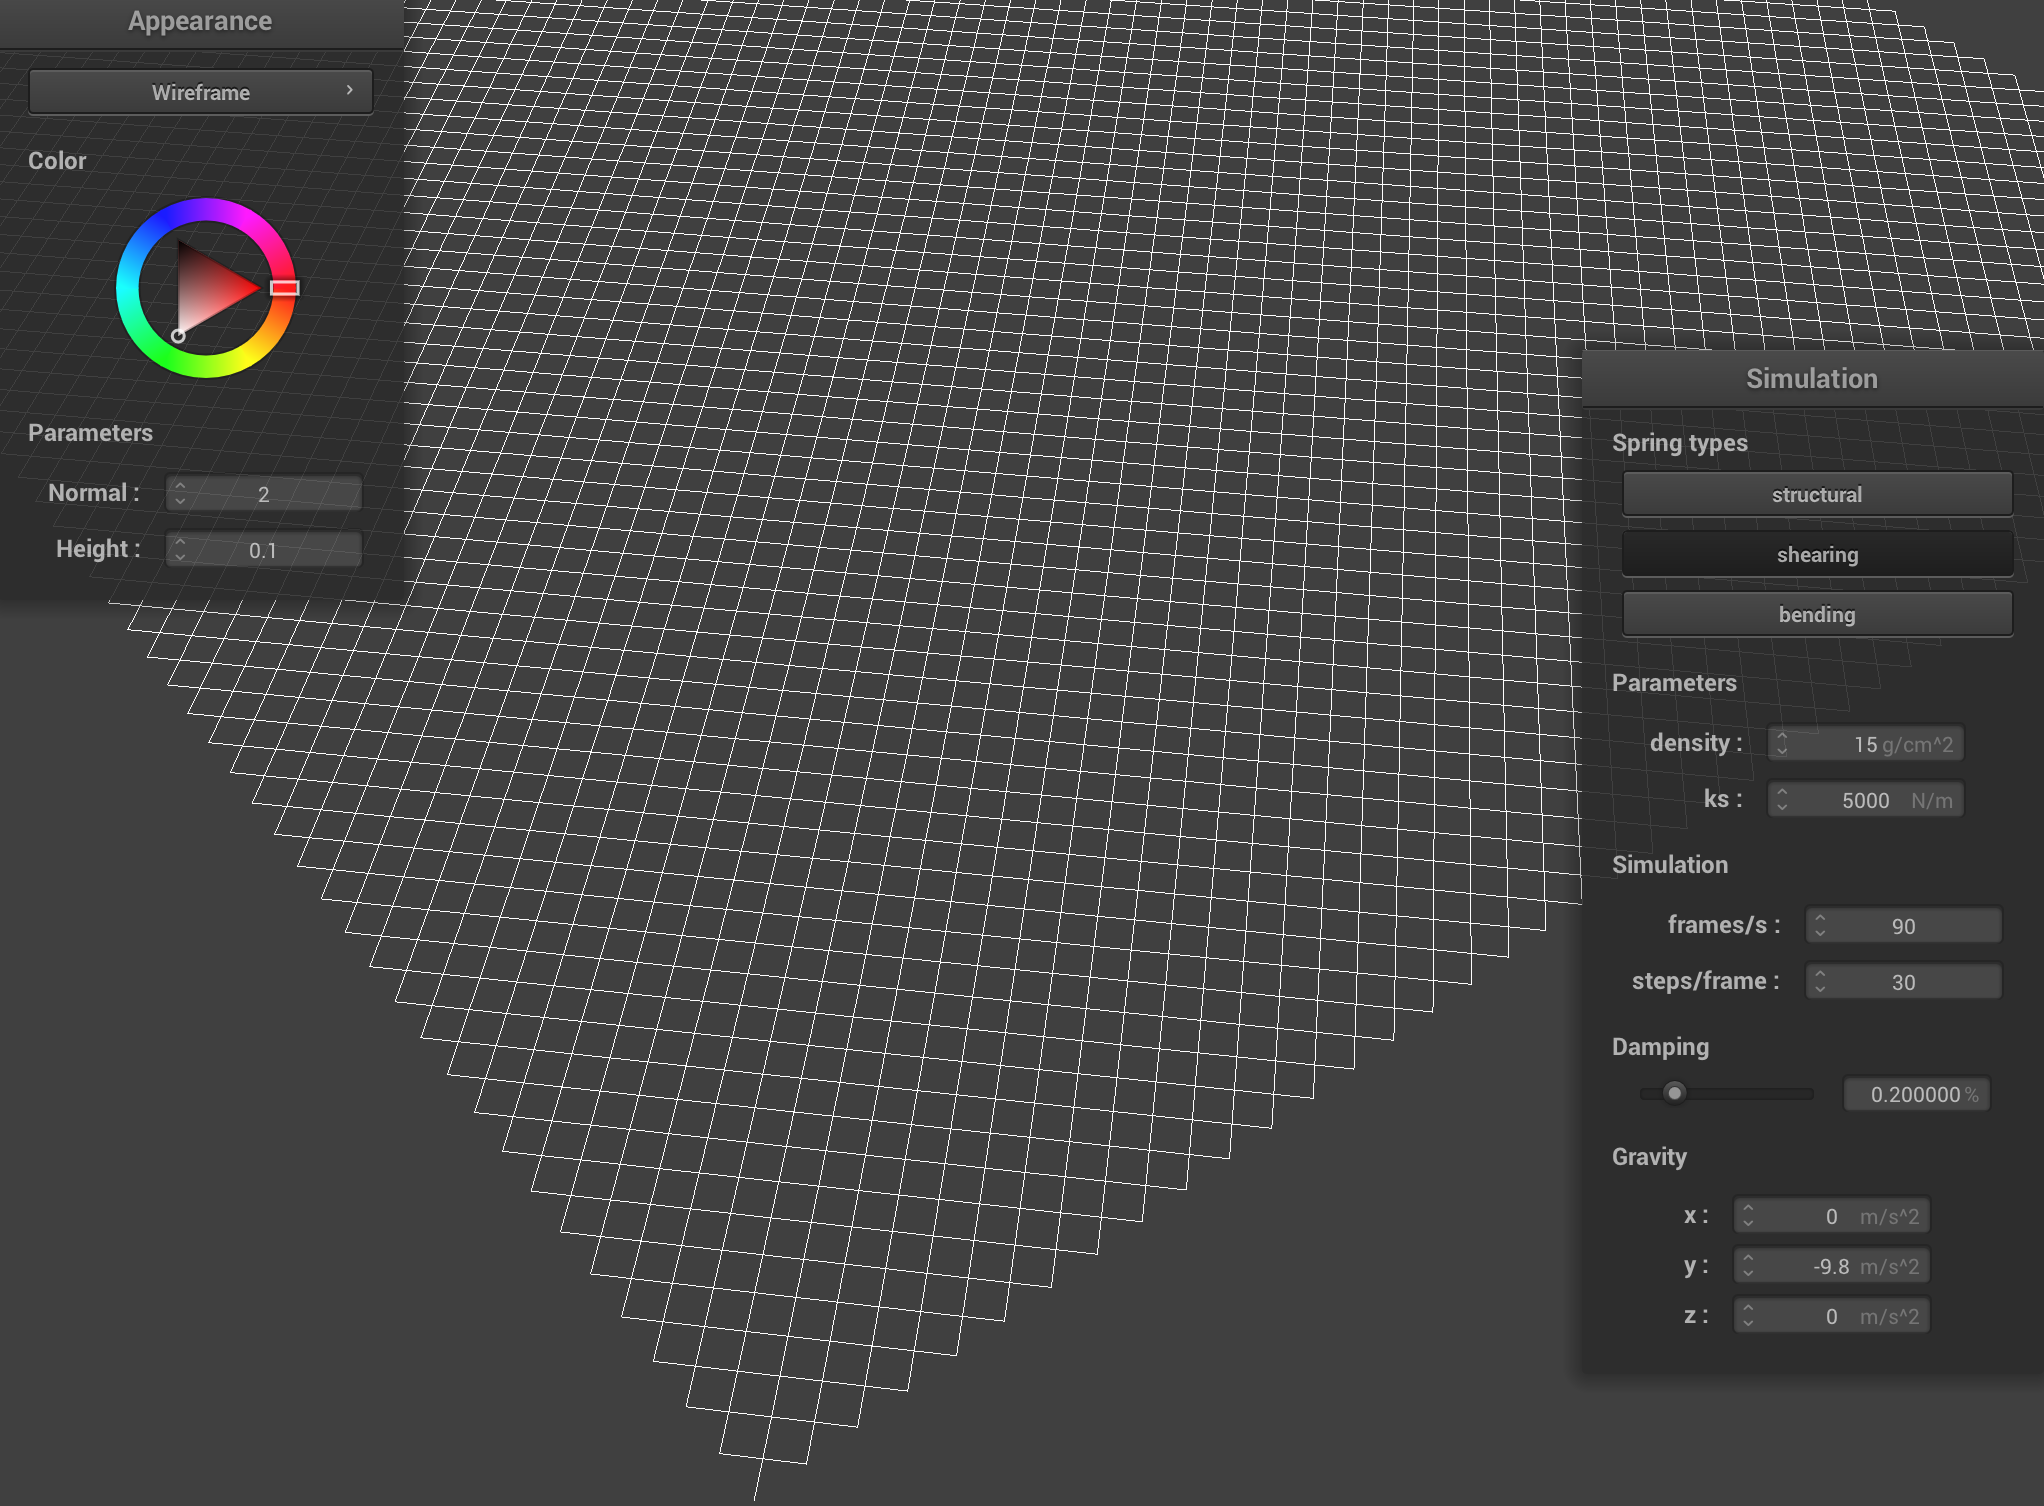 Appearance
Wireframe
Color
Parameters
Normal : 2
Height : 0.1
Simulation
Spring types
structural
shearing
bending
Parameters
density : 15 g/cm^2
ks : 5000 N/m
Simulation
frames/s : 90
steps/frame : 30
Damping
0.200000 %
Gravity
x : 0 m/s^2
y : -9.8 m/s^2
z : 0 m/s^2